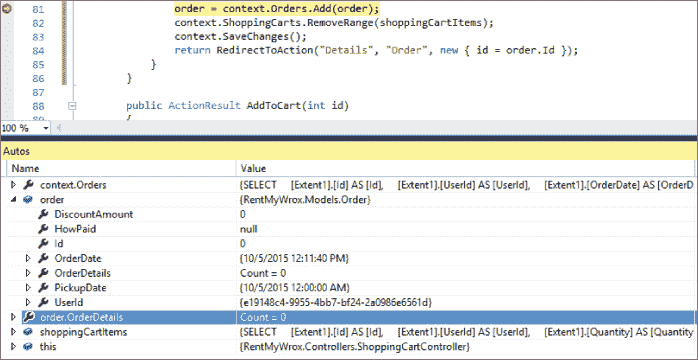 81 order = context.Orders.Add(order);
82 context.ShoppingCarts.RemoveRange(shoppingCartItems);
83 context.SaveChanges();
84 return RedirectToAction("Details", "Order", new { id = order.Id });
85 }
86 }
87
88 public ActionResult AddToCart(int id)
89 {
100 %
Autos
Name Value
context.Orders {SELECT [Extent1].[Id] AS [Id], [Extent1].[UserId] AS [UserId], [Extent1].[OrderDate] AS [OrderD
order {RentMyWrox.Models.Order}
DiscountAmount 0
HowPaid null
Id 0
OrderDate {10/5/2015 12:11:40 PM}
OrderDetails Count = 0
PickupDate {10/5/2015 12:00:00 AM}
UserId {e19148c4-9955-4bb7-bf24-2a0986e6561d}
order.OrderDetails Count = 0
shoppingCartItems {SELECT [Extent1].[Id] AS [Id], [Extent1].[UserId] AS [UserId], [Extent1].[Quantity] AS [Quantity
this {RentMyWrox.Controllers.ShoppingCartController}